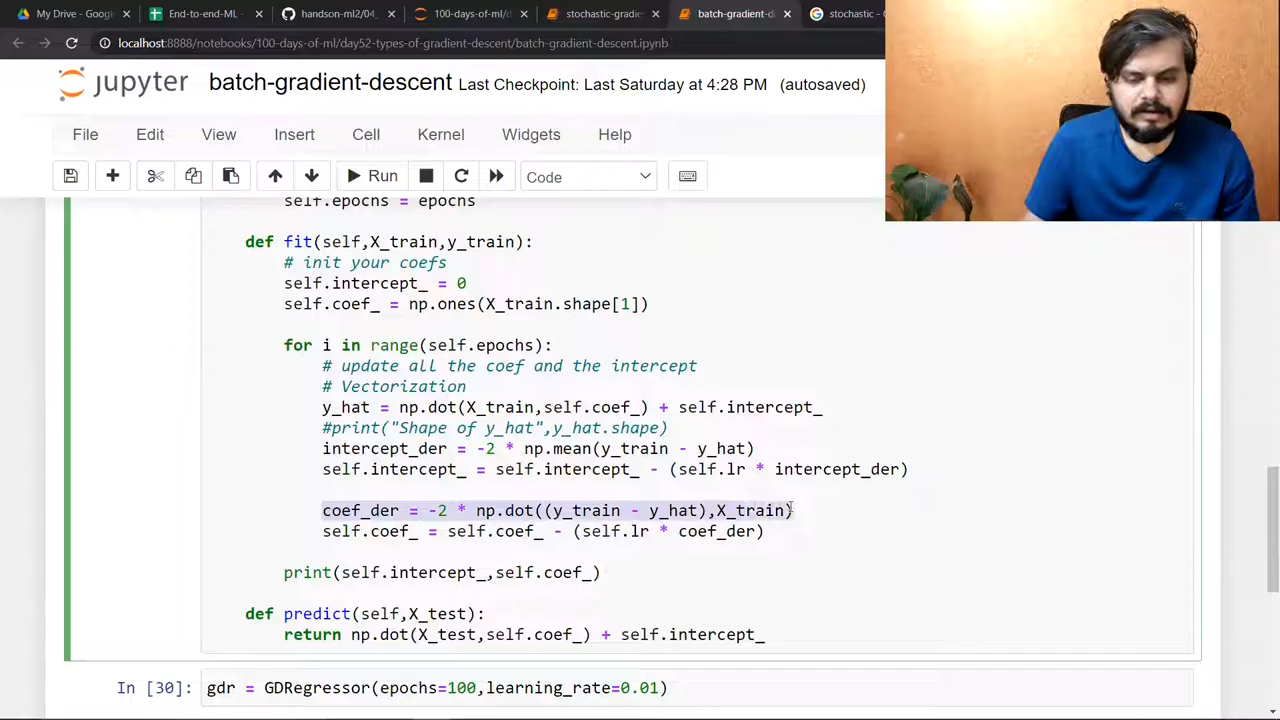 My Drive - G
End-to-end-ML -
handson-ml2/04_
100-days-of-ml/d
stochastic-gradie
batch-gradient-d
stochastic - G
localhost:8888/notebooks/100-days-of-ml/day52-types-of-gradient-descent/batch-gradient-descent.ipynb
jupyter batch-gradient-descent Last Checkpoint: Last Saturday at 4:28 PM (autosaved)
File Edit View Insert Cell Kernel Widgets Help
Run Code
self.epochs = epochs
def fit(self,X_train,y_train):
# init your coefs
self.intercept_ = 0
self.coef_ = np.ones(X_train.shape[1])
for i in range(self.epochs):
# update all the coef and the intercept
# Vectorization
y_hat = np.dot(X_train,self.coef_) + self.intercept_
#print("Shape of y_hat",y_hat.shape)
intercept_der = -2 * np.mean(y_train - y_hat)
self.intercept_ = self.intercept_ - (self.lr * intercept_der)
coef_der = -2 * np.dot((y_train - y_hat),X_train)
self.coef_ = self.coef_ - (self.lr * coef_der)
print(self.intercept_,self.coef_)
def predict(self,X_test):
return np.dot(X_test,self.coef_) + self.intercept_
In [30]: gdr = GDRegressor(epochs=100,learning_rate=0.01)